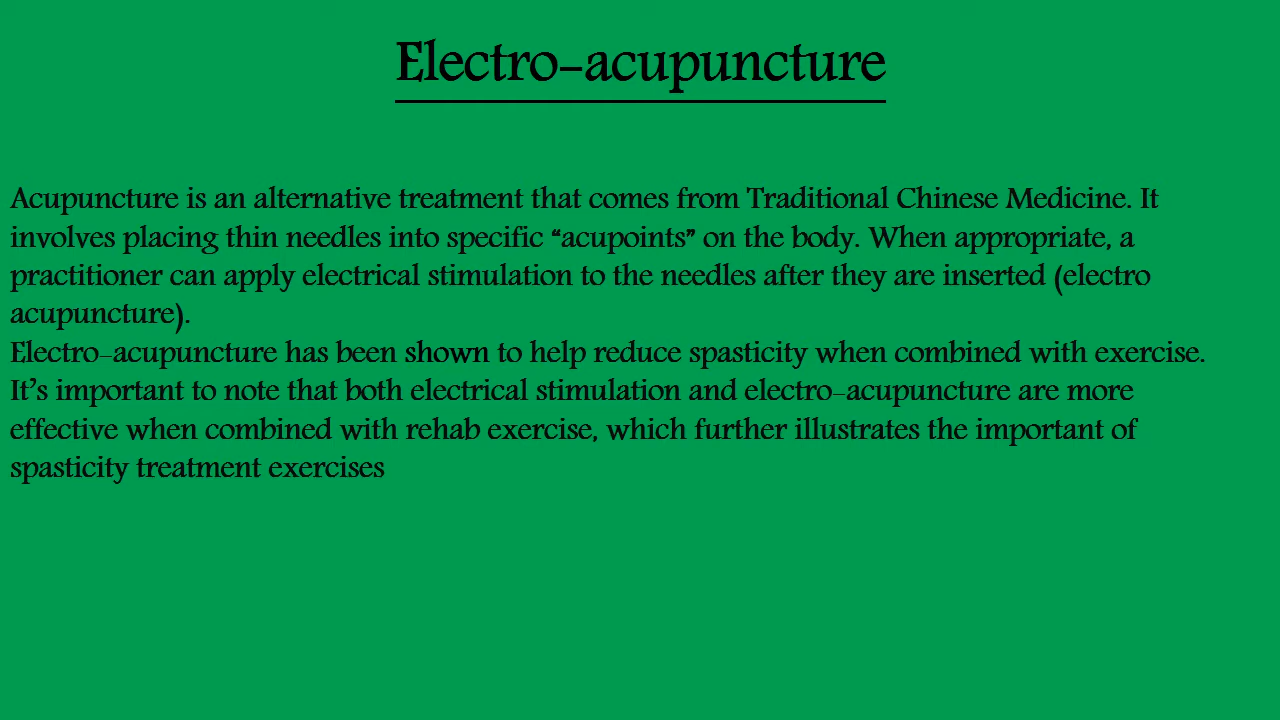 Electro-acupuncture
Acupuncture is an alternative treatment that comes from Traditional Chinese Medicine. It
involves placing thin needles into specific “acupoints” on the body. When appropriate, a
practitioner can apply electrical stimulation to the needles after they are inserted (electro
acupuncture).
Electro-acupuncture has been shown to help reduce spasticity when combined with exercise.
It’s important to note that both electrical stimulation and electro-acupuncture are more
effective when combined with rehab exercise, which further illustrates the important of
spasticity treatment exercises